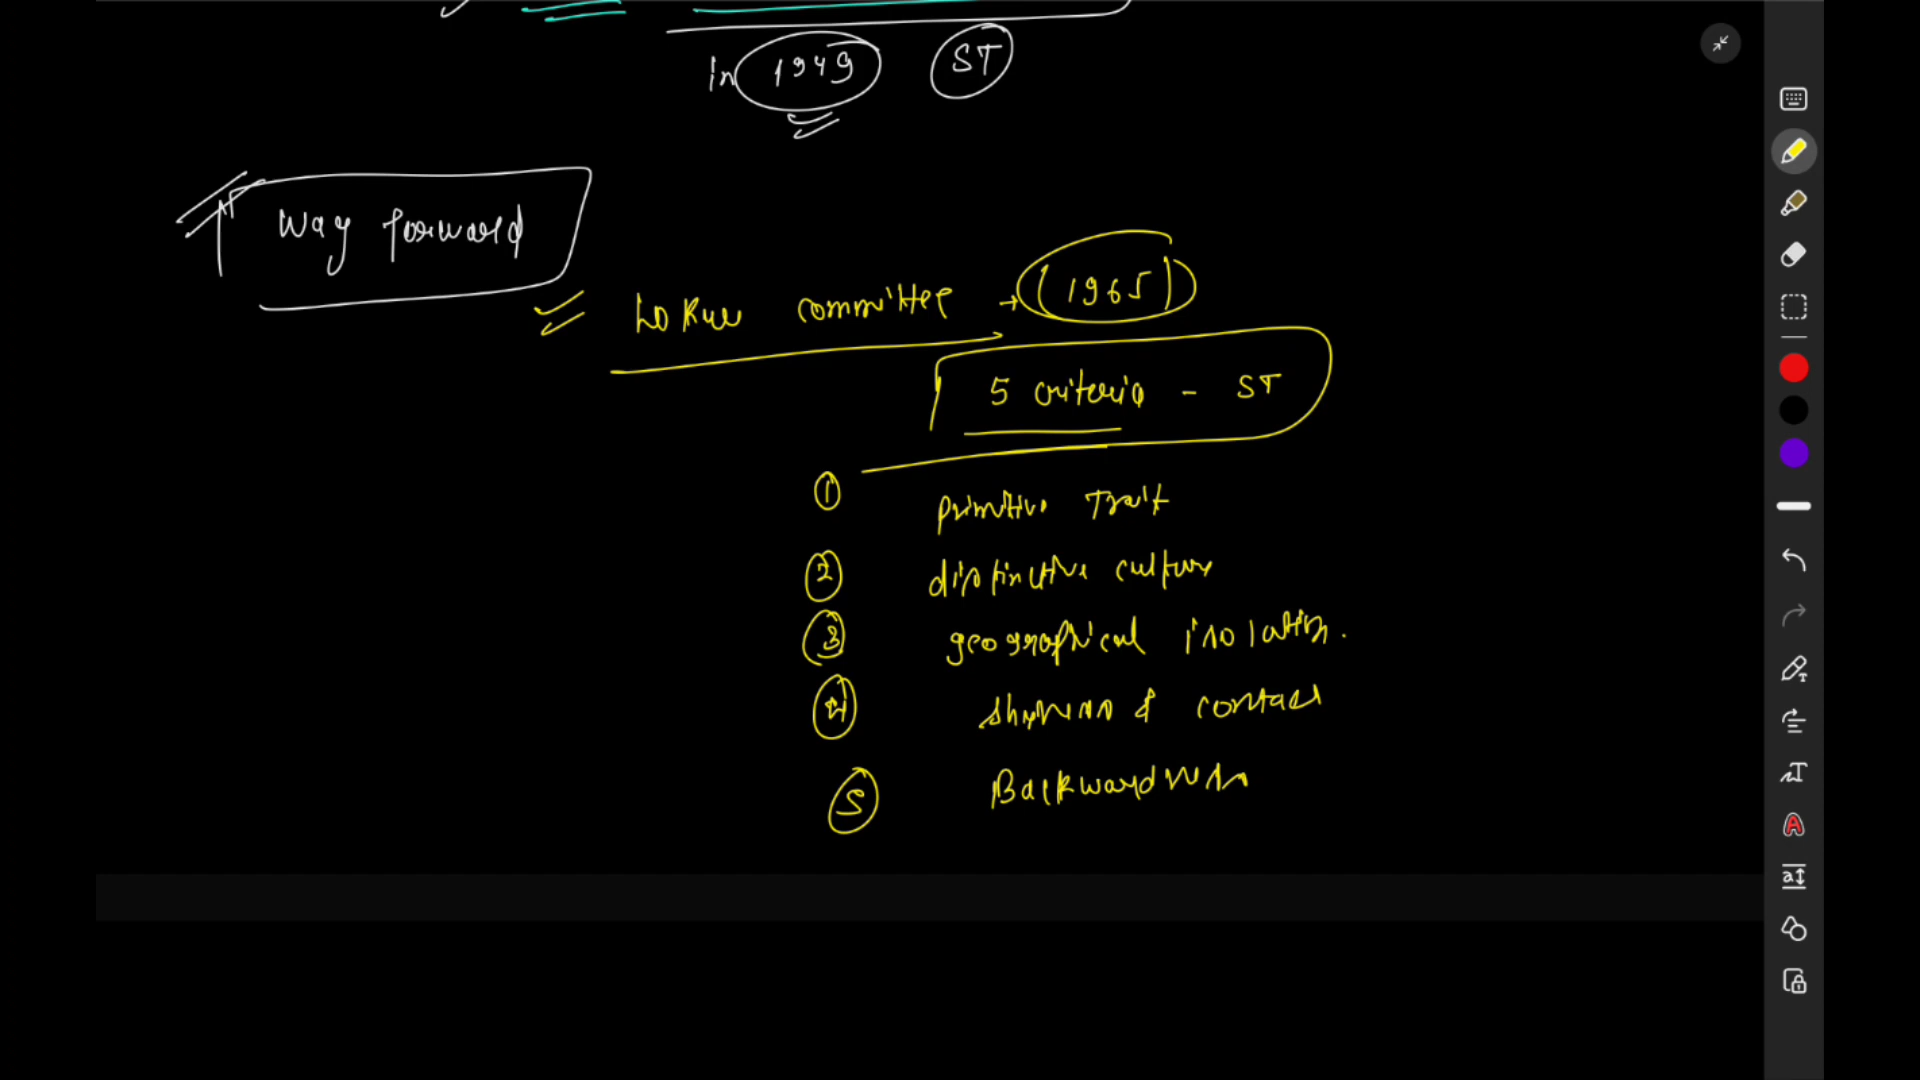 in 1949 ST
Way forward
Lokur committee → (1965)
5 criteria - ST
① Primitive Trait
② distinctive culture
③ geographical isolation.
④ shyness of contact
⑤ Backwardness